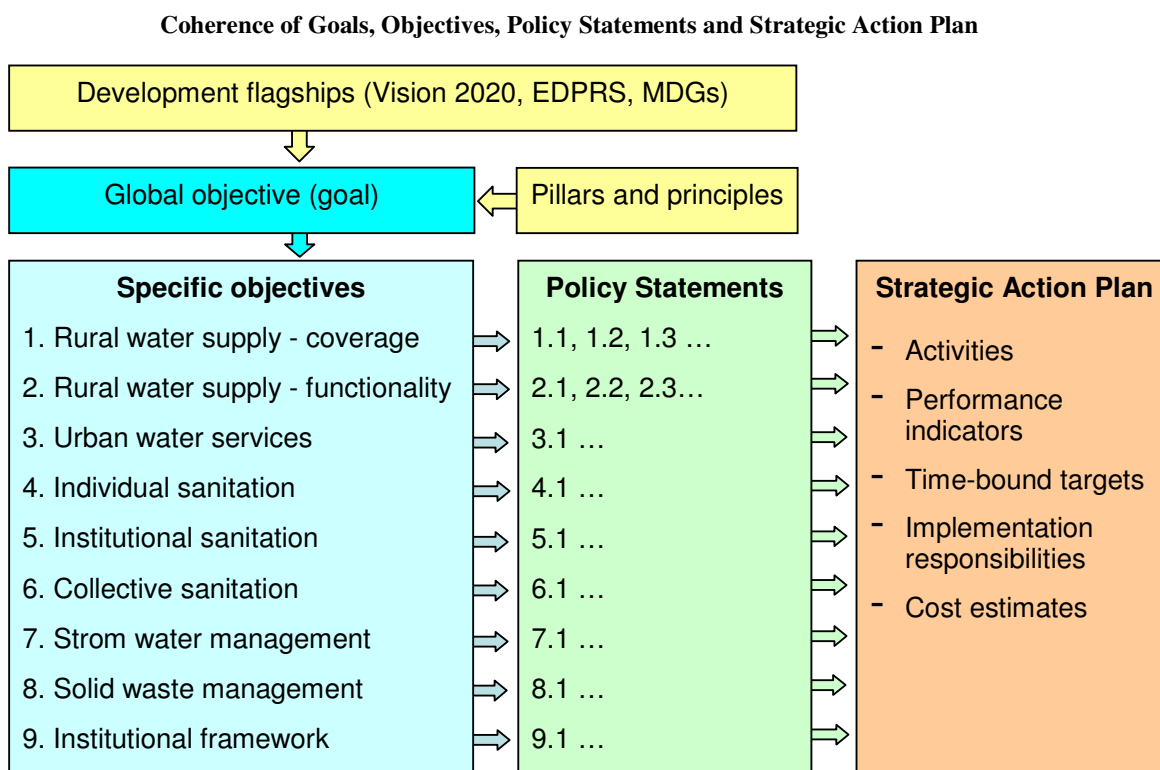 Coherence of Goals, Objectives, Policy Statements and Strategic Action Plan
Development flagships (Vision 2020, EDPRS, MDGs)
Global objective (goal)
Pillars and principles
Specific objectives
1. Rural water supply - coverage
2. Rural water supply - functionality
3. Urban water services
4. Individual sanitation
5. Institutional sanitation
6. Collective sanitation
7. Strom water management
8. Solid waste management
9. Institutional framework
Policy Statements
1.1, 1.2, 1.3 …
2.1, 2.2, 2.3…
3.1 …
4.1 …
5.1 …
6.1 …
7.1 …
8.1 …
9.1 …
Strategic Action Plan
- Activities
- Performance
indicators
- Time-bound targets
- Implementation
responsibilities
- Cost estimates